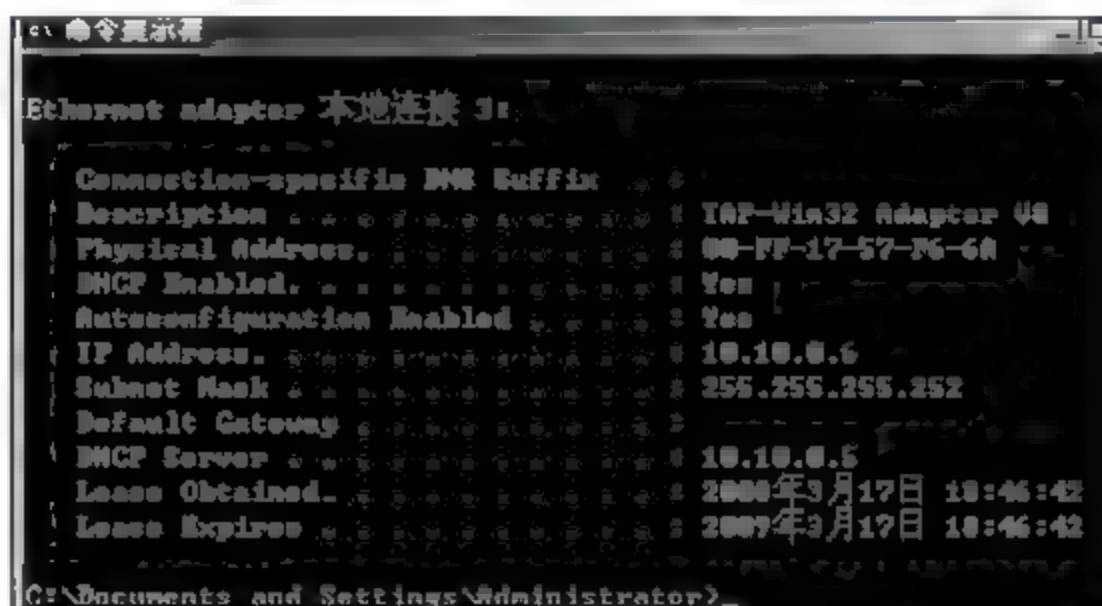 命令提示符
Ethernet adapter 本地连接 3:
Connection-specific DNS Suffix . :
Description . . . . . . . . . . . : TAP-Win32 Adapter V8
Physical Address. . . . . . . . . : 00-FF-17-57-F6-6A
DHCP Enabled. . . . . . . . . . . : Yes
Autoconfiguration Enabled . . . . : Yes
IP Address. . . . . . . . . . . . : 10.10.0.6
Subnet Mask . . . . . . . . . . . : 255.255.255.252
Default Gateway . . . . . . . . . :
DHCP Server . . . . . . . . . . . : 10.10.0.5
Lease Obtained. . . . . . . . . . : 年3月17日 18:46:42
Lease Expires . . . . . . . . . . : 2009年3月17日 18:46:42
C:\Documents and Settings\Administrator>_